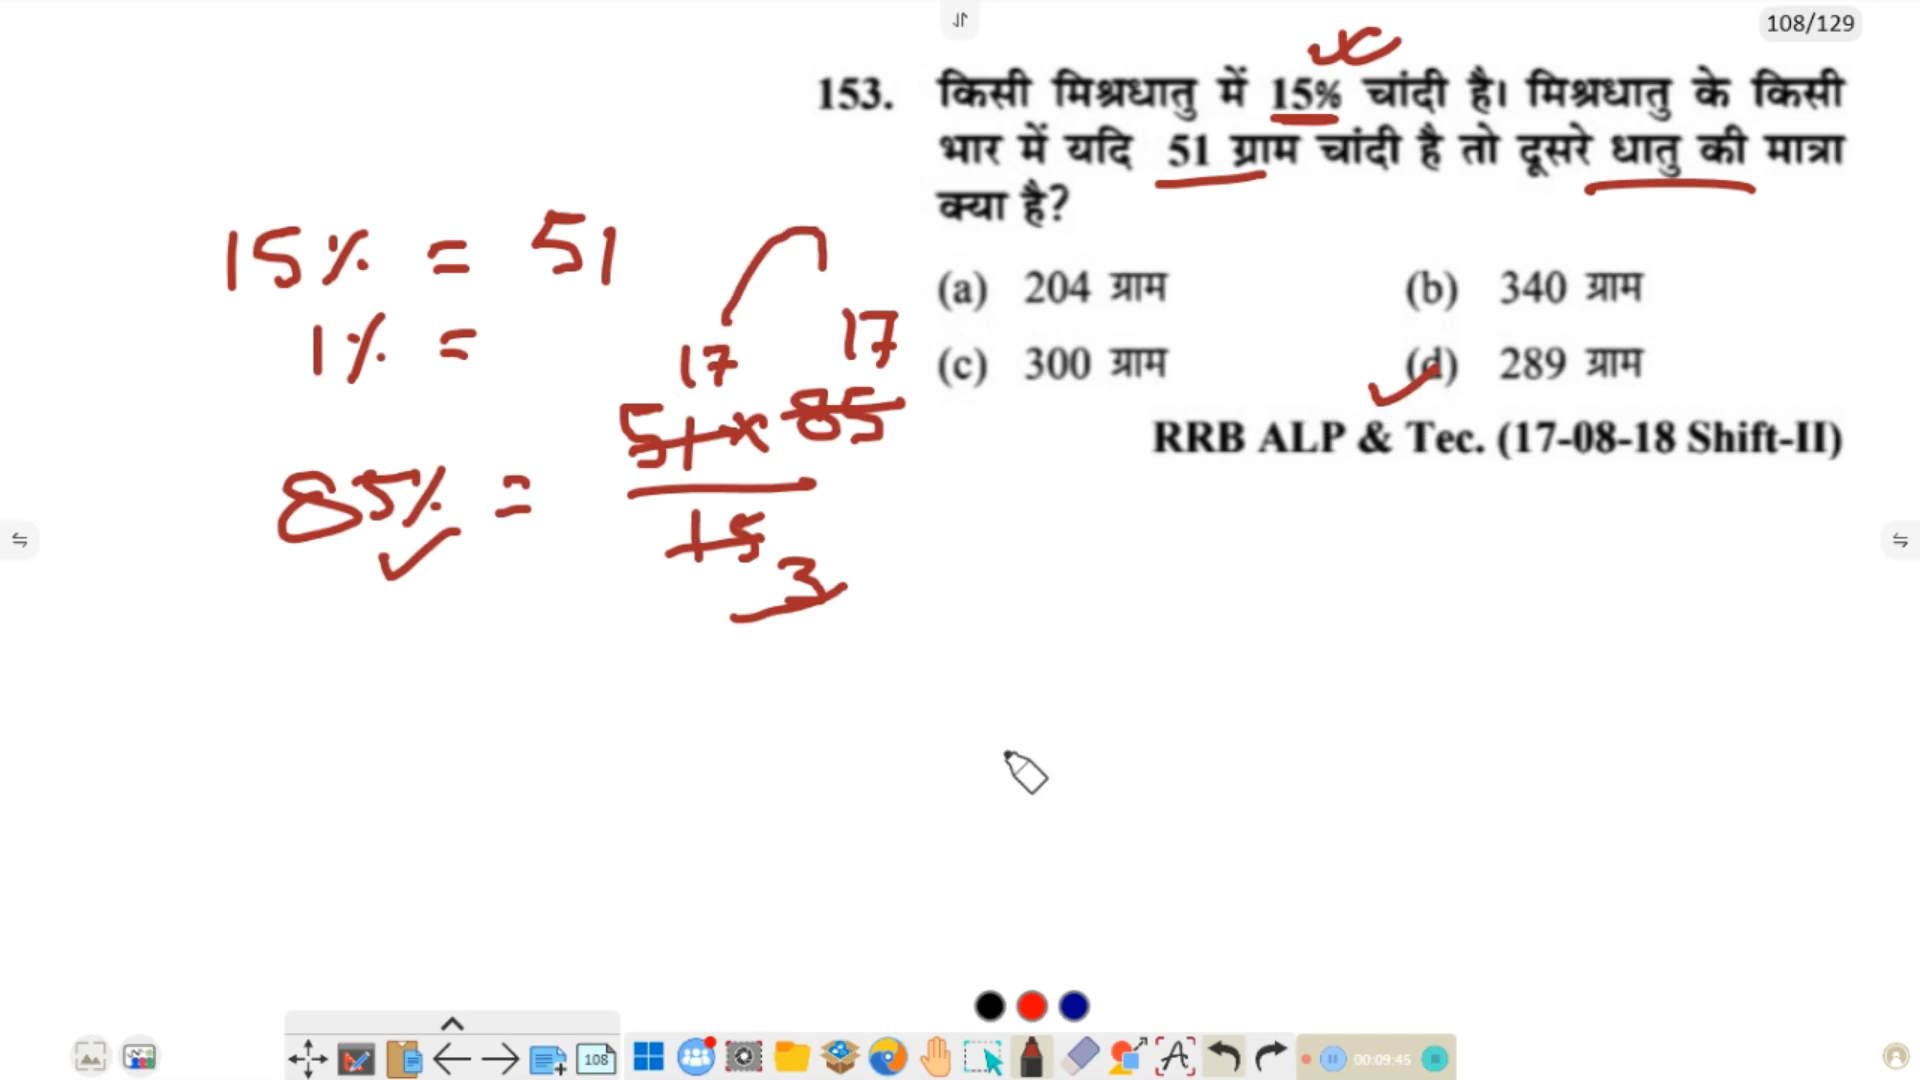 108/129
153. किसी मिश्रधातु में 15% चांदी है। मिश्रधातु के किसी
भार में यदि 51 ग्राम चांदी है तो दूसरे धातु की मात्रा
क्या है?
(a) 204 ग्राम (b) 340 ग्राम
(c) 300 ग्राम (d) 289 ग्राम
RRB ALP & Tec. (17-08-18 Shift-II)
15% = 51
1% =
17 17
51 x 85
85% =
15
3
108
00:09:45